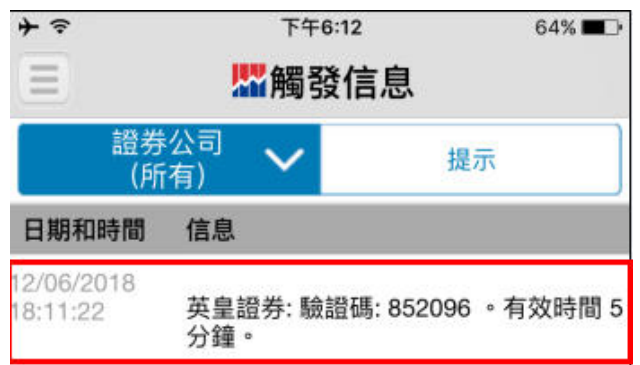 下午6:12
64%
觸發信息
證券公司
(所有)
提示
日期和時間
信息
12/06/2018
18:11:22
英皇證券: 驗證碼: 852096 。有效時間 5
分鐘。